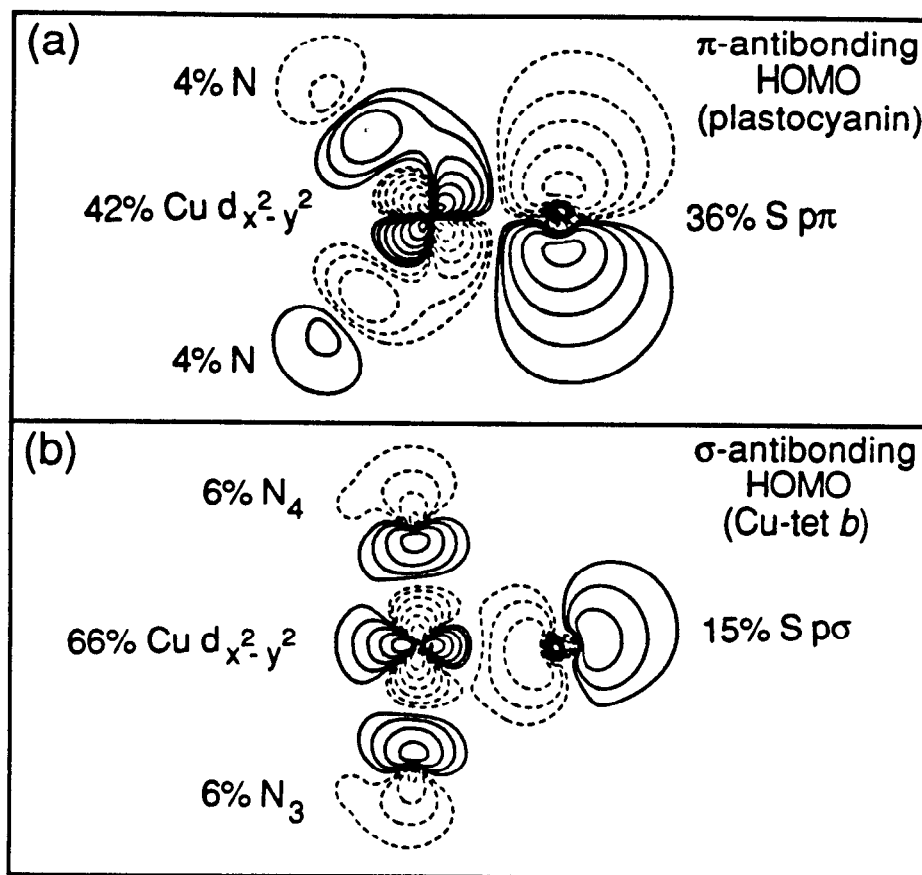 (a)
π-antibonding
HOMO
(plastocyanin)
4% N
42% Cu dx²-y²
36% S pπ
4% N
(b)
σ-antibonding
HOMO
(Cu-tet b)
6% N₄
66% Cu dx²-y²
15% S pσ
6% N₃